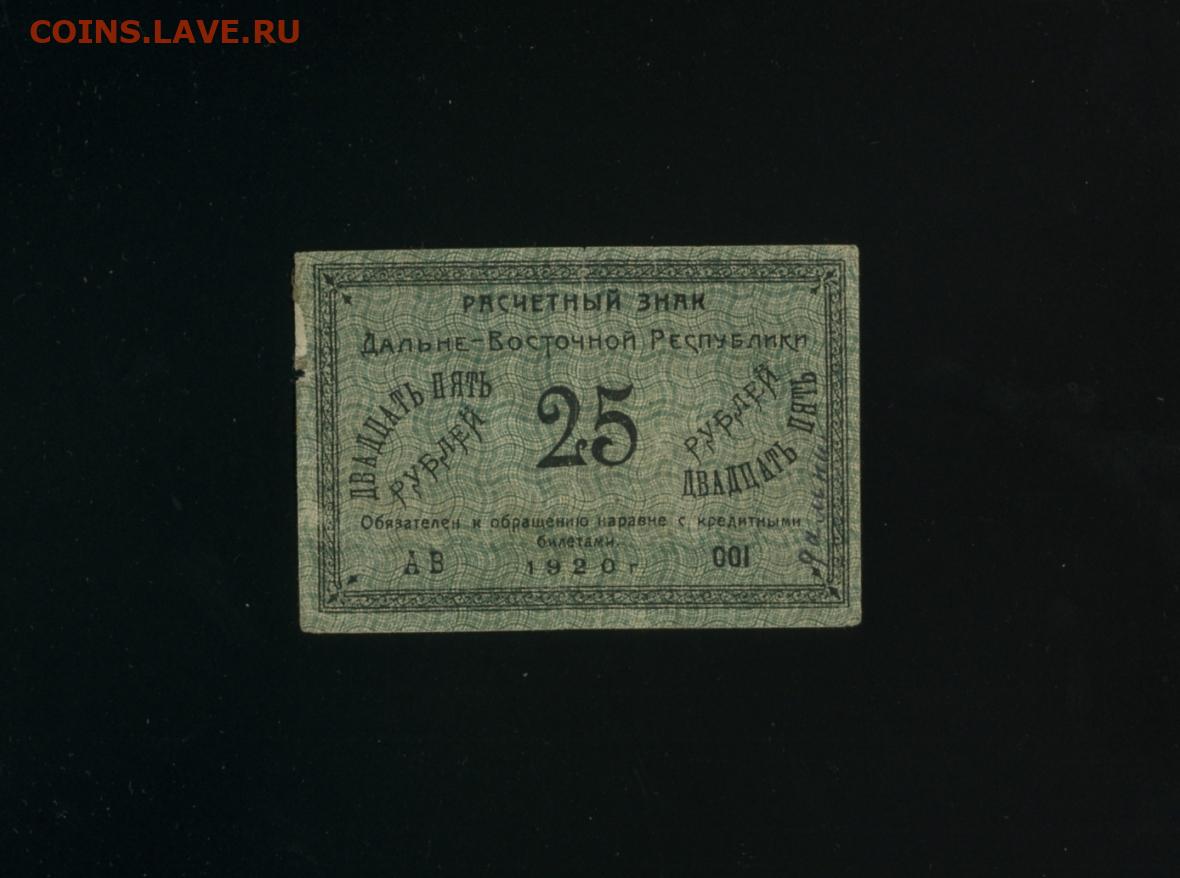 COINS.LAVE.RU
РАСЧЕТНЫЙ ЗНАК
ДАЛЬНЕ-ВОСТОЧНОЙ РЕСПУБЛИКИ
ДВАДЦАТЬ ПЯТЬ
РУБЛЕЙ
25
РУБЛЕЙ
ДВАДЦАТЬ ПЯТЬ
Обязателен к обращению наравне с кредитными
билетами.
АВ
1920 г
001